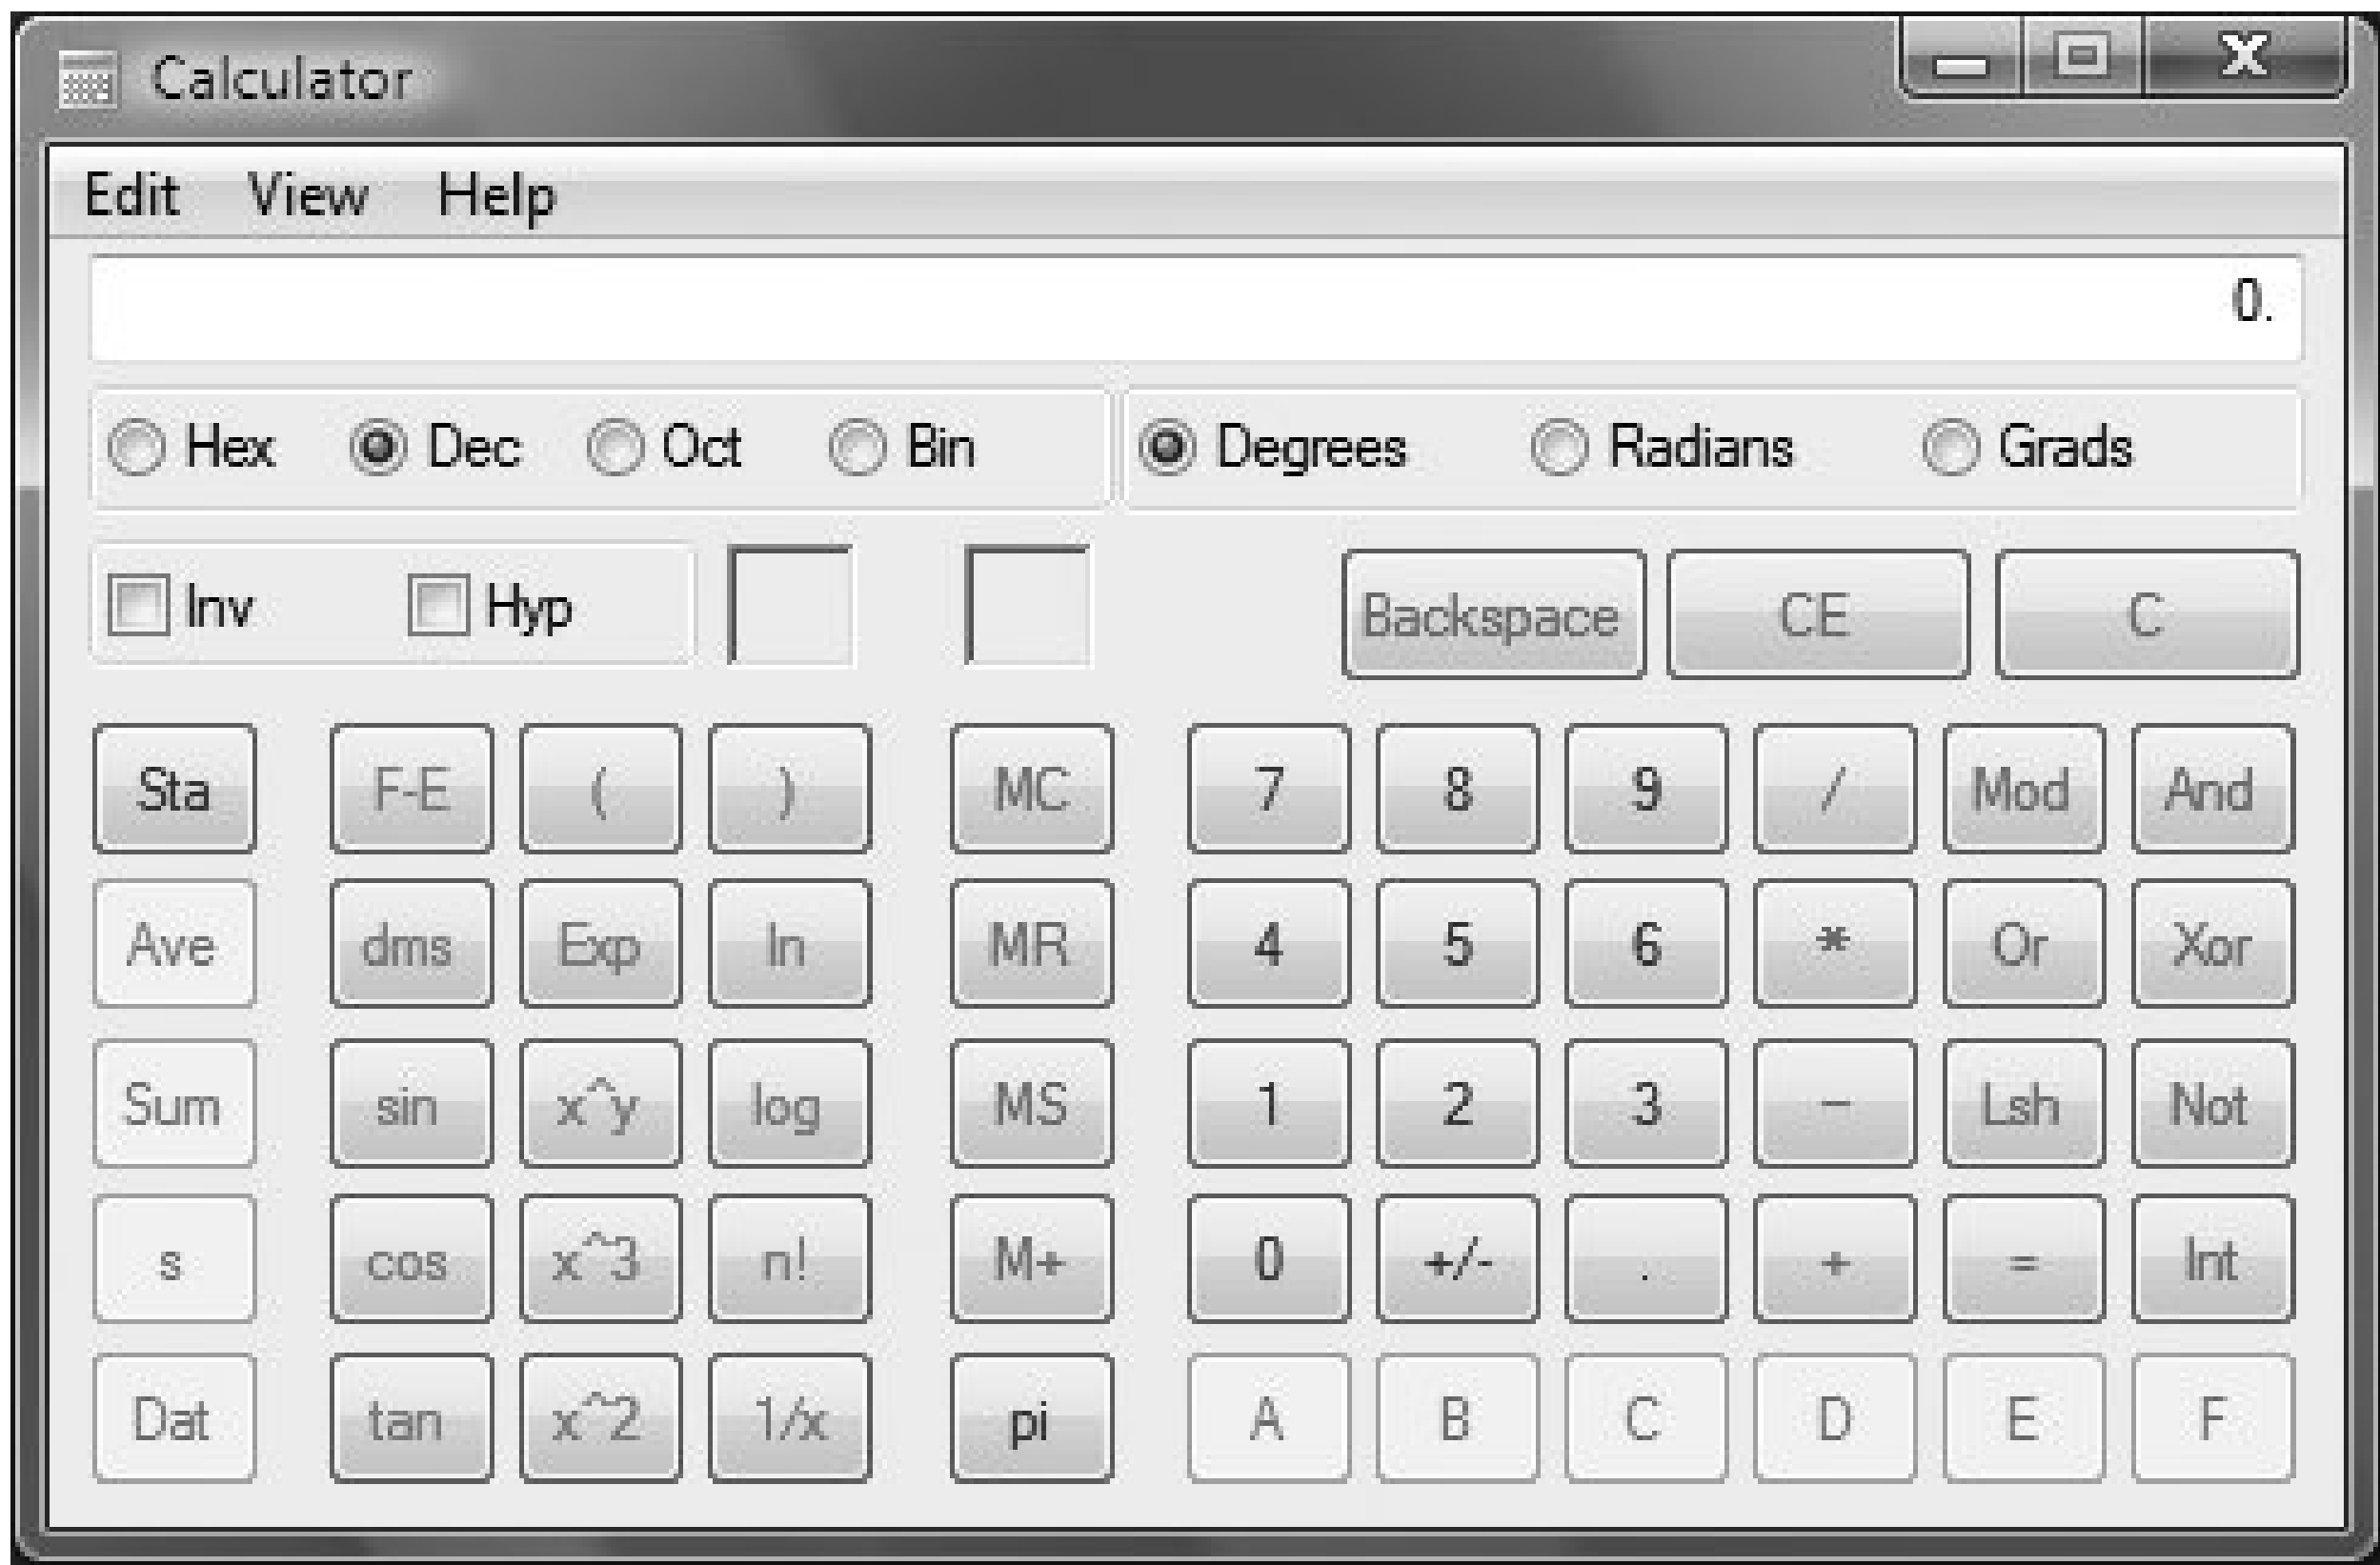 Calculator
Edit View Help
0.
Hex Dec Oct Bin Degrees Radians Grads
Inv Hyp Backspace CE C
Sta F-E ( ) MC 7 8 9 / Mod And
Ave dms Exp ln MR 4 5 6 * Or Xor
Sum sin x^y log MS 1 2 3 - Lsh Not
s cos x^3 n! M+ 0 +/- . + = Int
Dat tan x^2 1/x pi A B C D E F